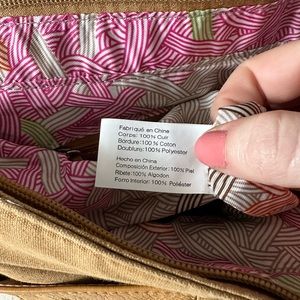 Fabriqué en Chine
Corps: 100% Cuir
Bordure: 100% Coton
Doublure: 100% Polyester
Hecho en China
Composición Exterior: 100% Piel
Ribete: 100% Algodon
Forro Interior: 100% Poliéster